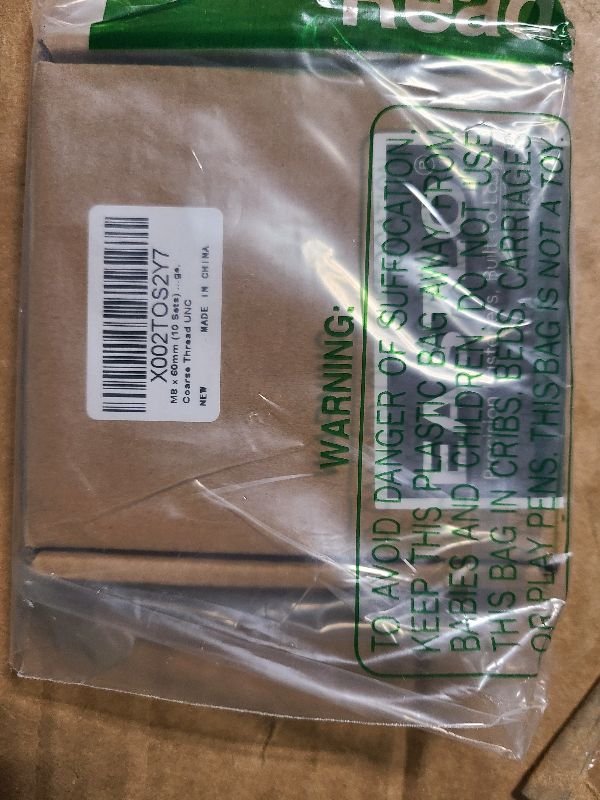 Read
X002TOS2Y7
M8 x 60mm (10 Sets) ... ge,
Coarse Thread UNC
NEW
MADE IN CHINA
WARNING:
TO AVOID DANGER OF SUFFOCATION,
KEEP THIS PLASTIC BAG AWAY FROM
BABIES AND CHILDREN. DO NOT USE
THIS BAG IN CRIBS, BEDS, CARRIAGES
OR PLAY PENS. THIS BAG IS NOT A TOY.